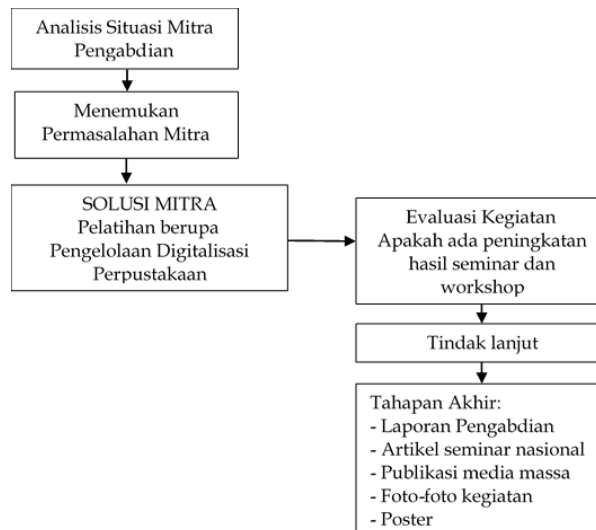 Analisis Situasi Mitra
Pengabdian
Menemukan
Permasalahan Mitra
SOLUSI MITRA
Pelatihan berupa
Pengelolaan Digitalisasi
Perpustakaan
Evaluasi Kegiatan
Apakah ada peningkatan
hasil seminar dan
workshop
Tindak lanjut
Tahapan Akhir:
- Laporan Pengabdian
- Artikel seminar nasional
- Publikasi media massa
- Foto-foto kegiatan
- Poster